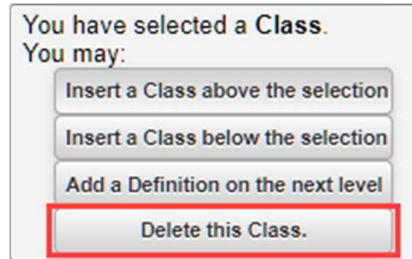 You have selected a Class.
You may:
Insert a Class above the selection
Insert a Class below the selection
Add a Definition on the next level
Delete this Class.